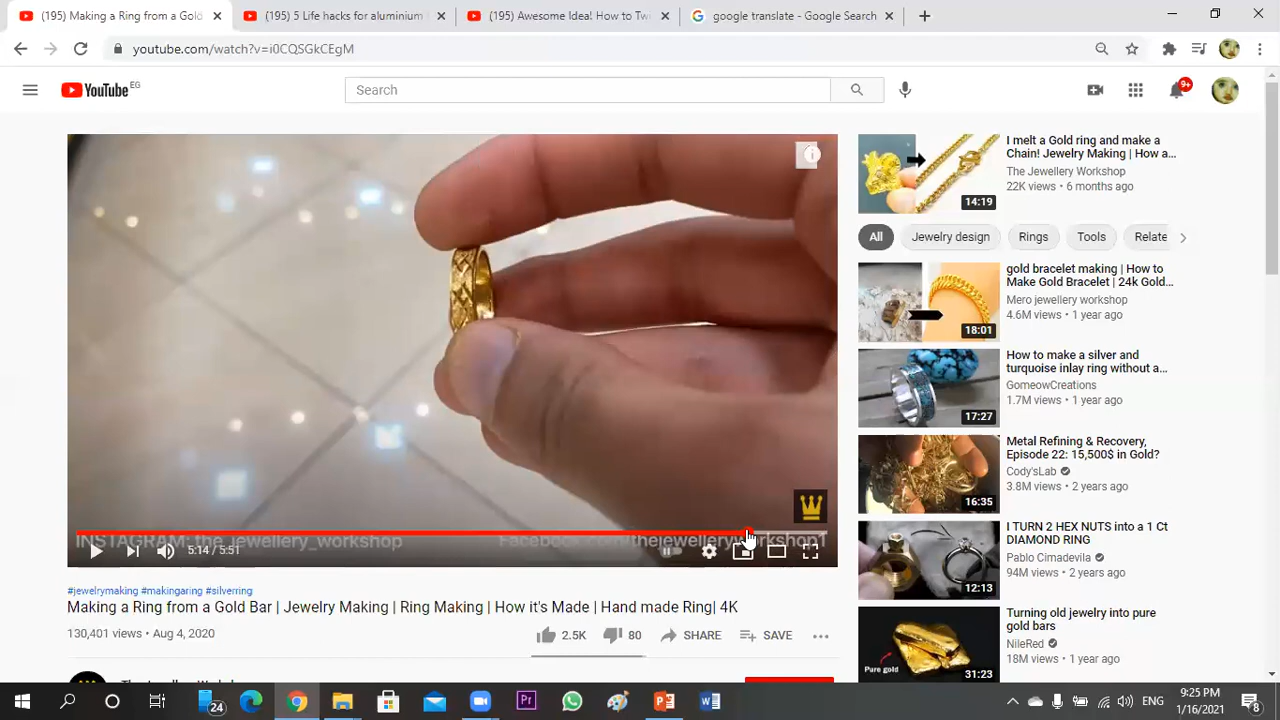 (195) Making a Ring from a Gold
(195) 5 Life hacks for aluminium
(195) Awesome Idea! How to Tw
google translate - Google Search
youtube.com/watch?v=i0CQSGkCEgM
YouTube EG
Search
9+
I melt a Gold ring and make a
Chain! Jewelry Making | How a...
The Jewellery Workshop
22K views • 6 months ago
14:19
All
Jewelry design
Rings
Tools
Relate
gold bracelet making | How to
Make Gold Bracelet | 24k Gold...
Mero jewellery workshop
4.6M views • 1 year ago
18:01
How to make a silver and
turquoise inlay ring without a...
GomeowCreations
1.7M views • 1 year ago
17:27
Metal Refining & Recovery,
Episode 22: 15,500$ in Gold?
Cody'sLab
3.8M views • 2 years ago
16:35
I TURN 2 HEX NUTS into a 1 Ct
DIAMOND RING
Pablo Cimadevila
94M views • 2 years ago
12:13
Turning old jewelry into pure
gold bars
NileRed
18M views • 1 year ago
Pure gold
31:23
INSTAGRAM: the_jewellery_workshop
Facebook.com/thejewelleryworkshop1
5:14 / 5:51
#jewelrymaking #makingaring #silverring
Making a Ring from a Gold Bar | Jewelry Making | Ring Making | How it's Made | Hand made Ring| 4K
130,401 views • Aug 4, 2020
2.5K
80
SHARE
SAVE
24
Pr
ENG
9:25 PM
1/16/2021
8